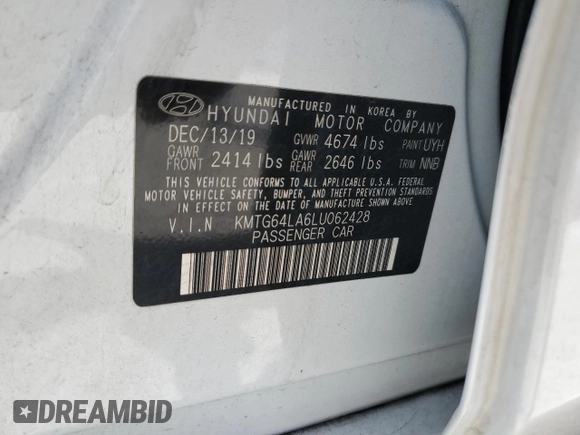 MANUFACTURED IN KOREA BY
HYUNDAI MOTOR COMPANY
DEC/13/19 GVWR 4674 lbs PAINT UYH
GAWR FRONT 2414 lbs GAWR REAR 2646 lbs TRIM NNB
THIS VEHICLE CONFORMS TO ALL APPLICABLE U.S.A. FEDERAL
MOTOR VEHICLE SAFETY, BUMPER, AND THEFT PREVENTION STANDARDS
IN EFFECT ON THE DATE OF MANUFACTURE SHOWN ABOVE.
V.I.N KMTG64LA6LU062428
PASSENGER CAR
DREAMBID